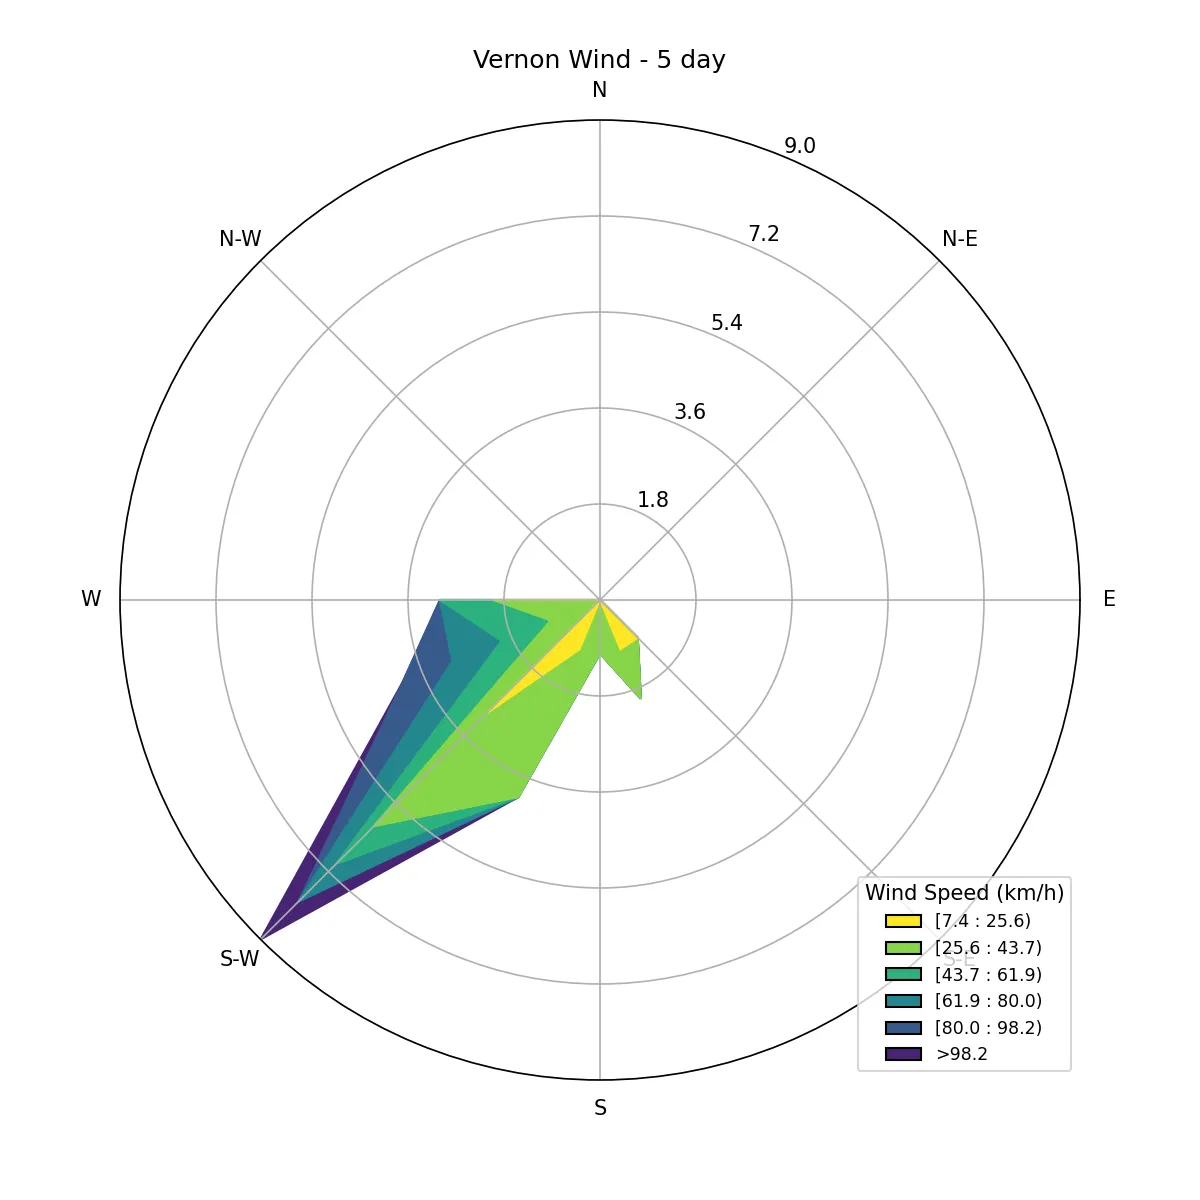 Vernon Wind - 5 day
N
9.0
N-W
N-E
7.2
5.4
3.6
1.8
W
E
S-W
S-E
Wind Speed (km/h)
[7.4 : 25.6)
[25.6 : 43.7)
[43.7 : 61.9)
[61.9 : 80.0)
[80.0 : 98.2)
>98.2
S